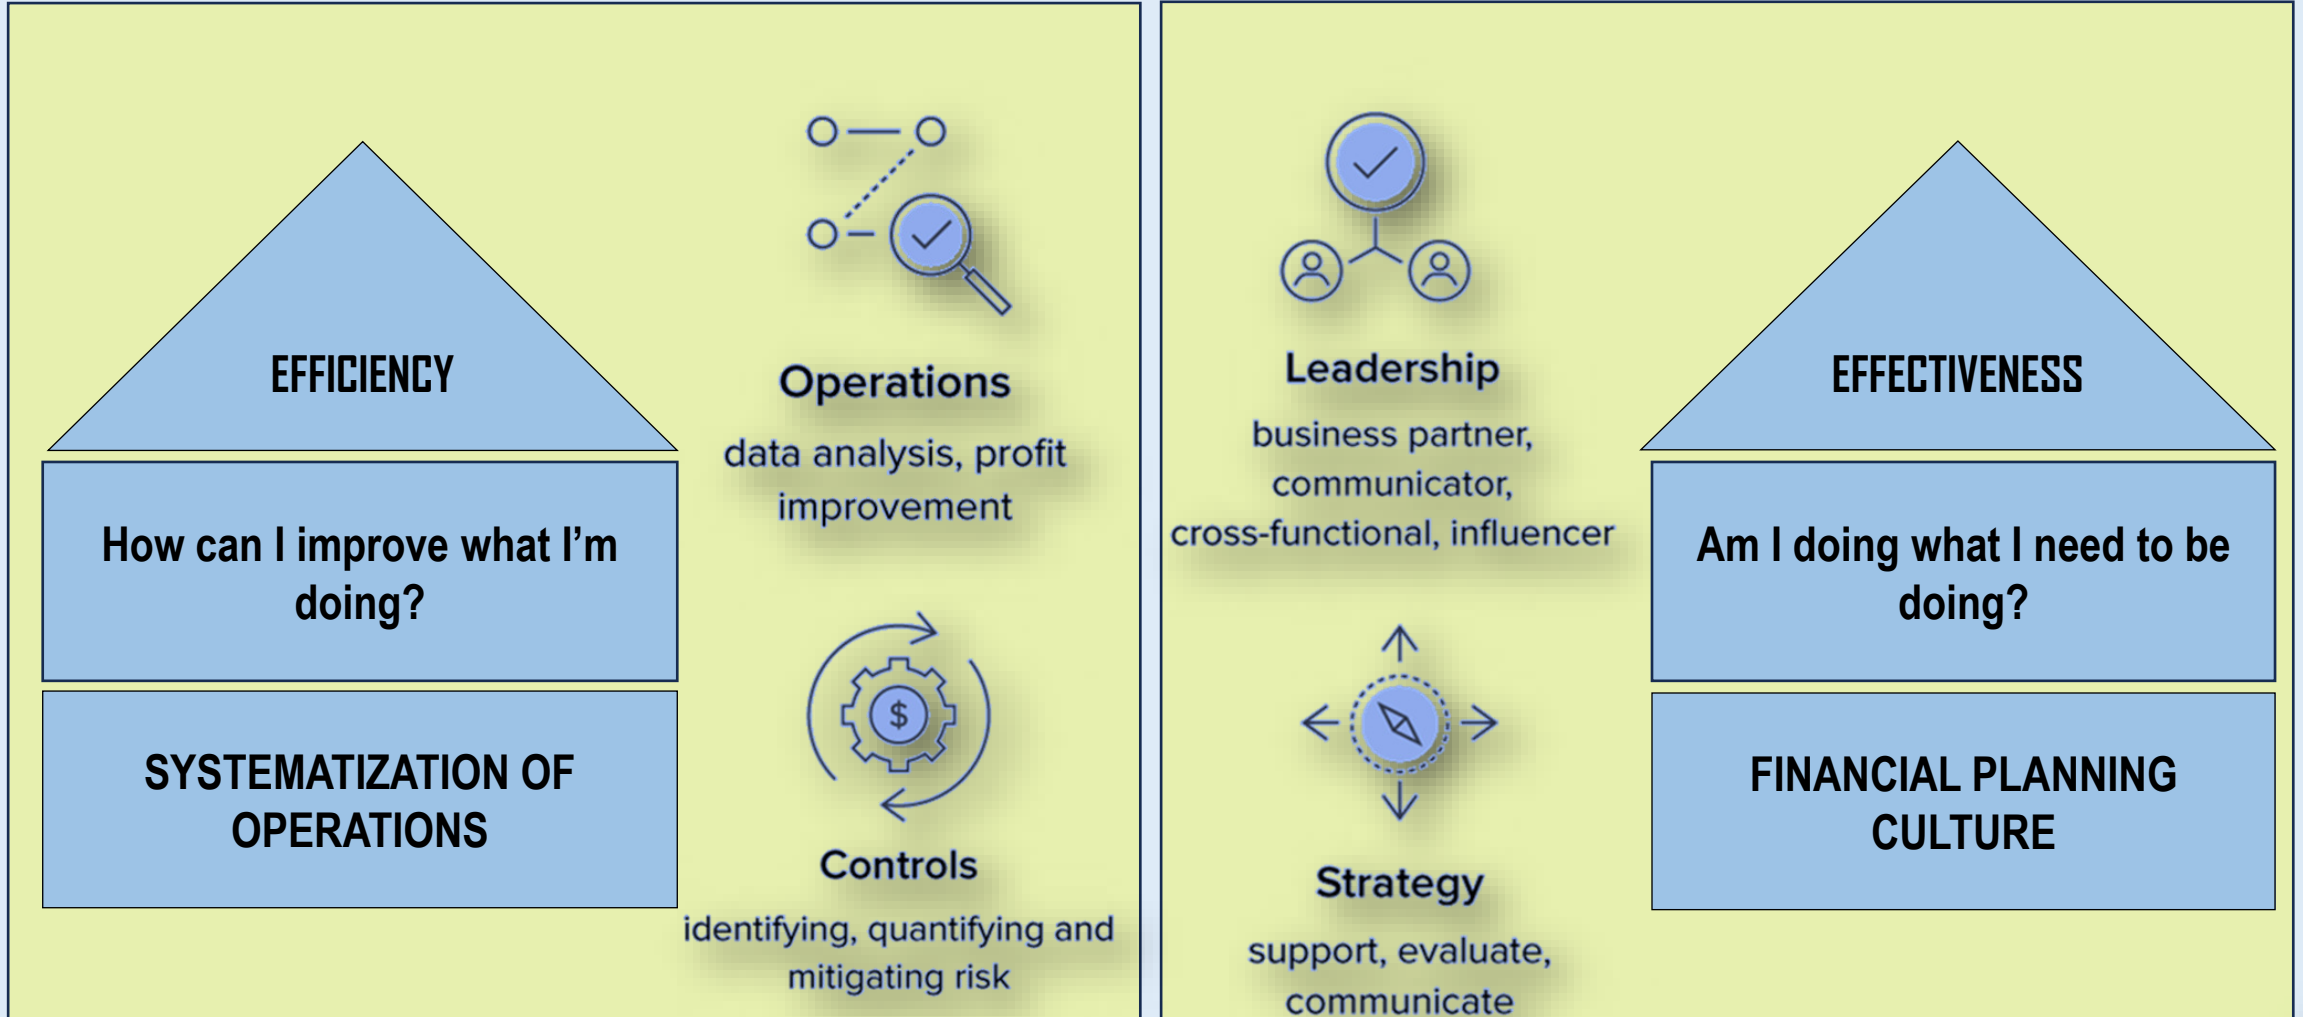 EFFICIENCY
How can I improve what I’m
doing?
SYSTEMATIZATION OF
OPERATIONS
Operations
data analysis, profit
improvement
$
Controls
identifying, quantifying and
mitigating risk
Leadership
business partner,
communicator,
cross-functional, influencer
Strategy
support, evaluate,
communicate
EFFECTIVENESS
Am I doing what I need to be
doing?
FINANCIAL PLANNING
CULTURE